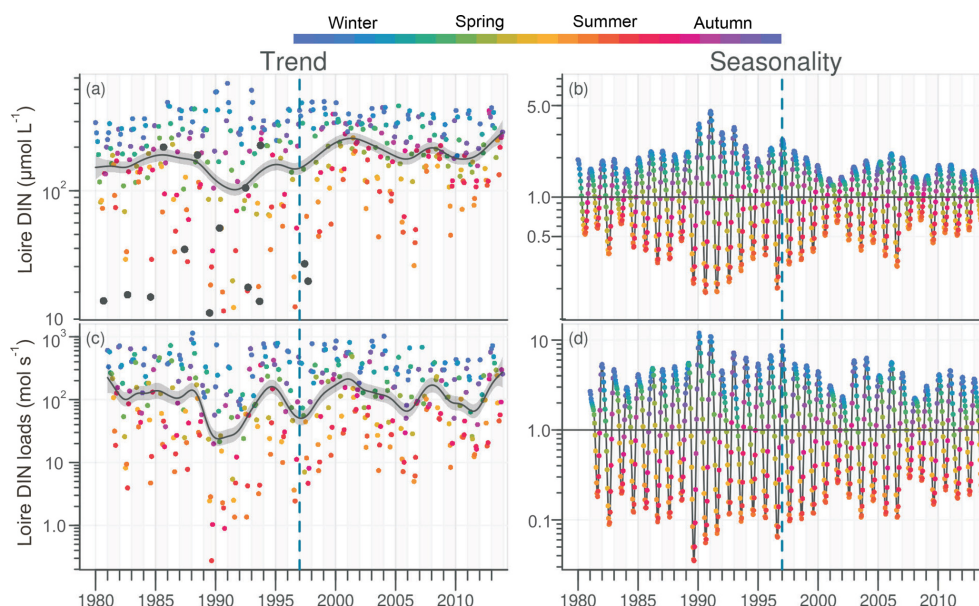 Winter Spring Summer Autumn
Trend Seasonality
(a) (b)
Loire DIN (µmol L⁻¹)
10²
10
5.0
1.0
0.5
(c) (d)
Loire DIN loads (mol s⁻¹)
10³
10²
10
1.0
10
1.0
0.1
1980 1985 1990 1995 2000 2005 2010 1980 1985 1990 1995 2000 2005 2010